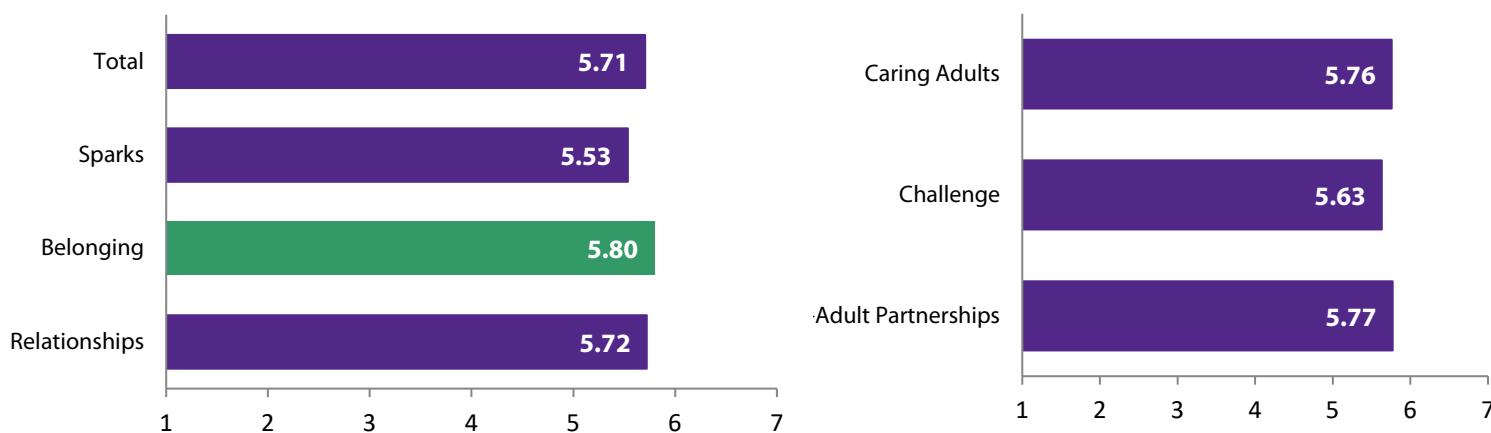 Total
5.71
Sparks
5.53
Belonging
5.80
Relationships
5.72
1 2 3 4 5 6 7
Caring Adults
5.76
Challenge
5.63
-Adult Partnerships
5.77
1 2 3 4 5 6 7